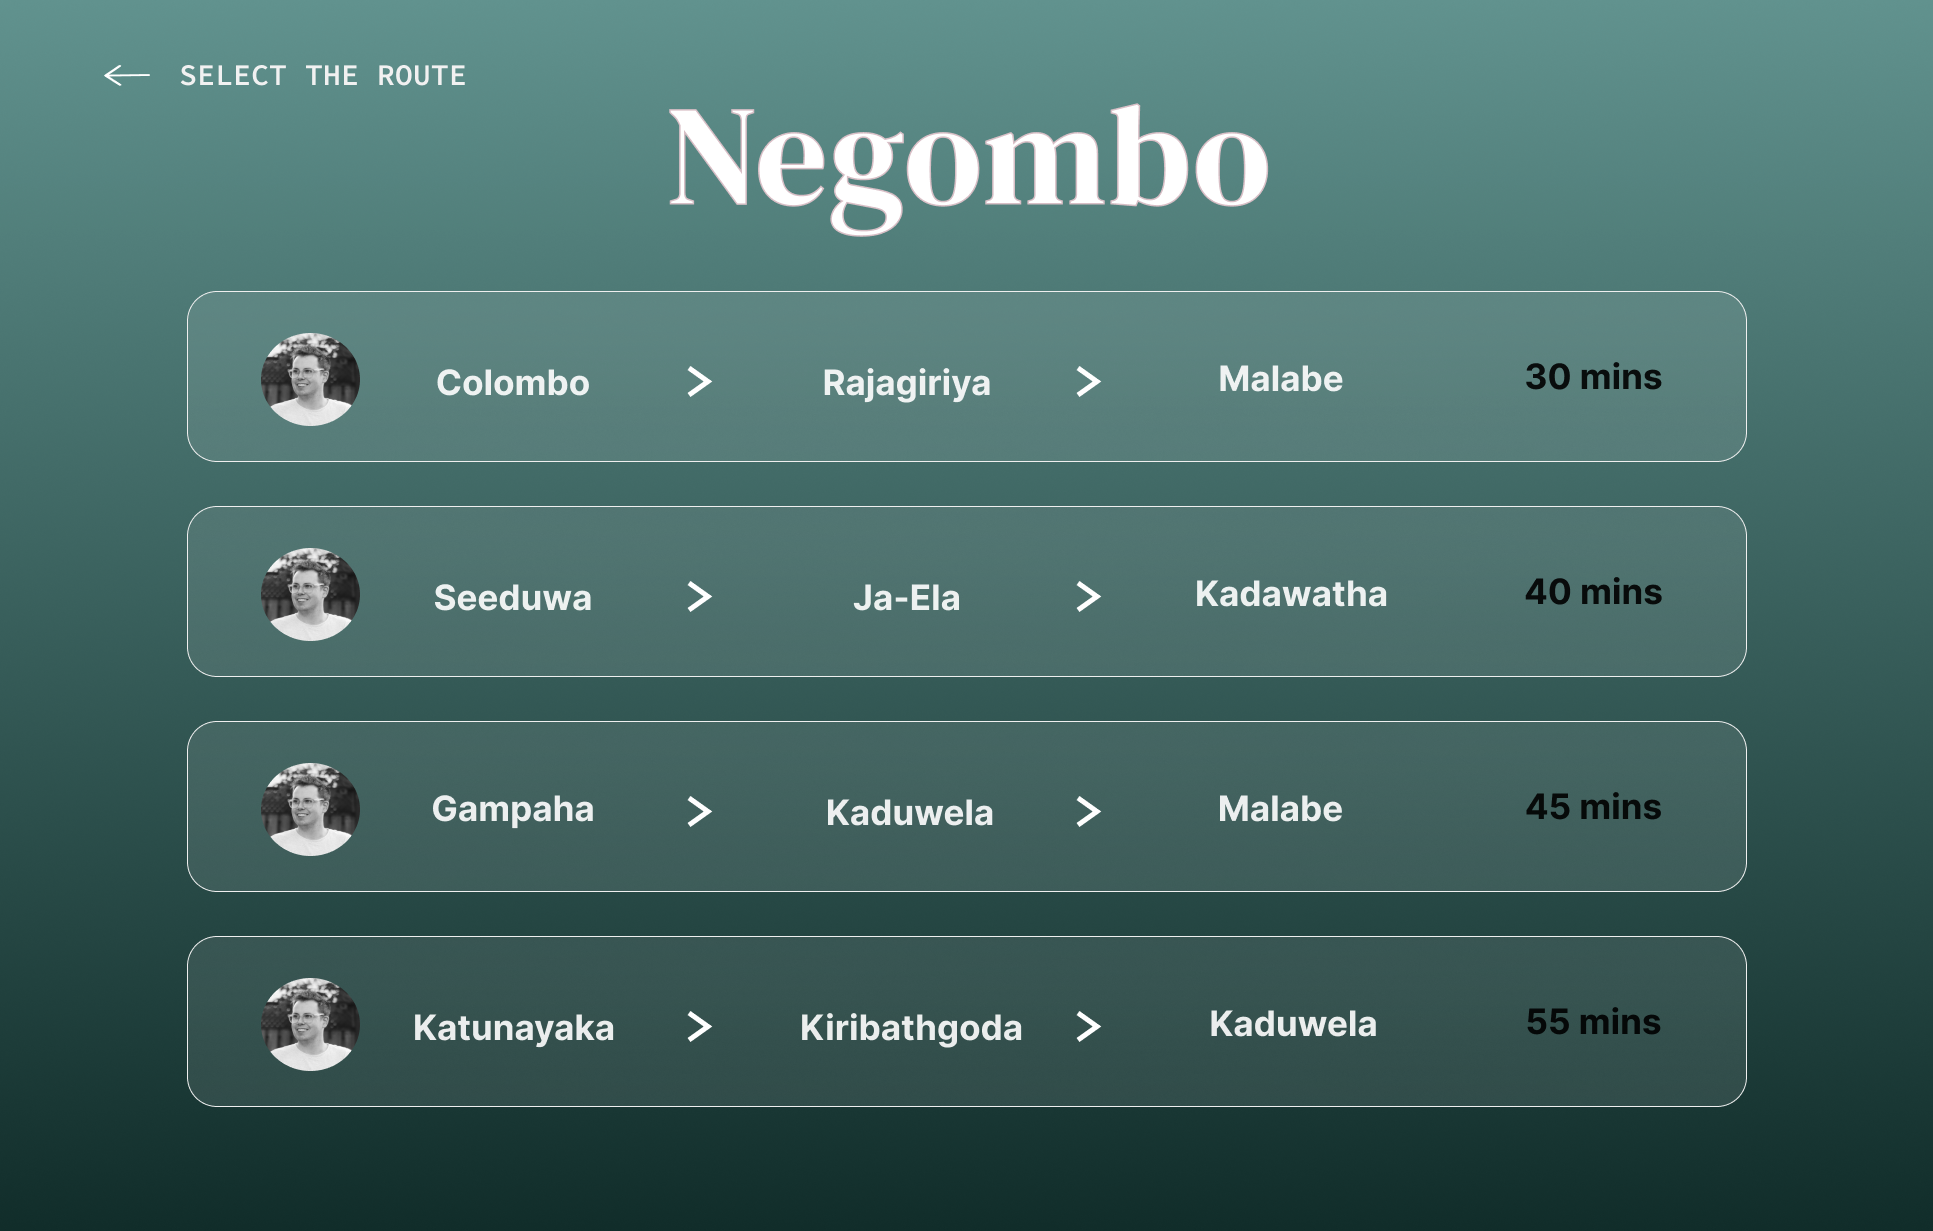 SELECT THE ROUTE
Negombo
Colombo > Rajagiriya > Malabe 30 mins
Seeduwa > Ja-Ela > Kadawatha 40 mins
Gampaha > Kaduwela > Malabe 45 mins
Katunayaka > Kiribathgoda > Kaduwela 55 mins